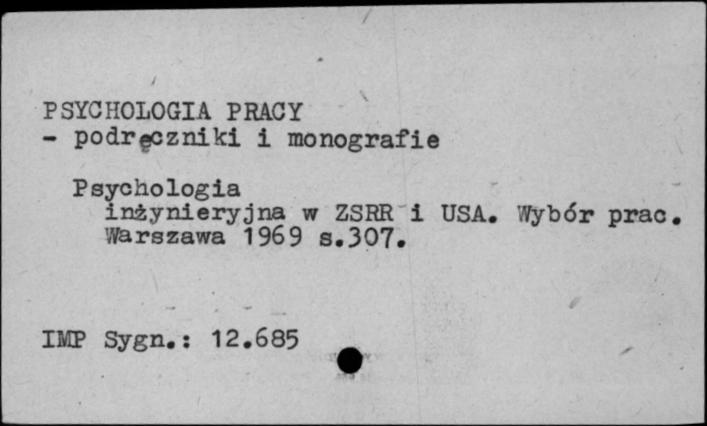 PSYCHOLOGIA PRACY
- podręczniki i monografie
Psychologia
inżynieryjna w ZSRR i USA. Wybór prac.
Warszawa 1969 s.307.
IMP Sygn.: 12.685